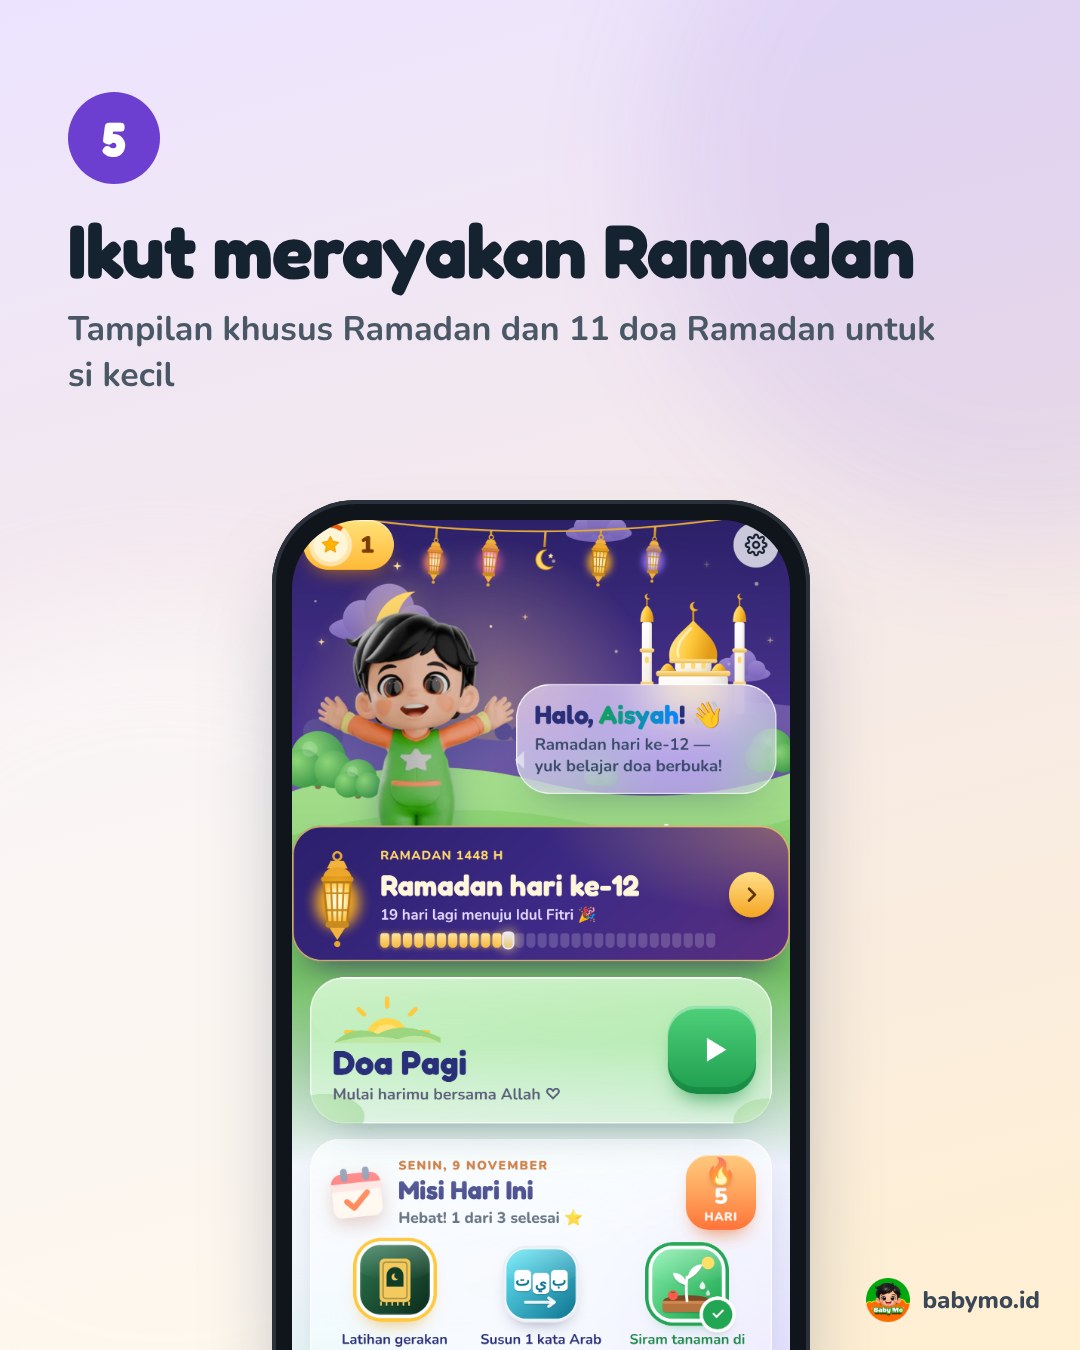 5
Ikut merayakan Ramadan
Tampilan khusus Ramadan dan 11 doa Ramadan untuk
si kecil
1
Halo, Aisyah! 👋
Ramadan hari ke-12 —
yuk belajar doa berbuka!
RAMADAN 1448 H
Ramadan hari ke-12
19 hari lagi menuju Idul Fitri 🎉
Doa Pagi
Mulai harimu bersama Allah ♡
SENIN, 9 NOVEMBER
Misi Hari Ini
Hebat! 1 dari 3 selesai ⭐
5
HARI
ب ي ت
Latihan gerakan
Susun 1 kata Arab
Siram tanaman di
Baby Mo
babymo.id